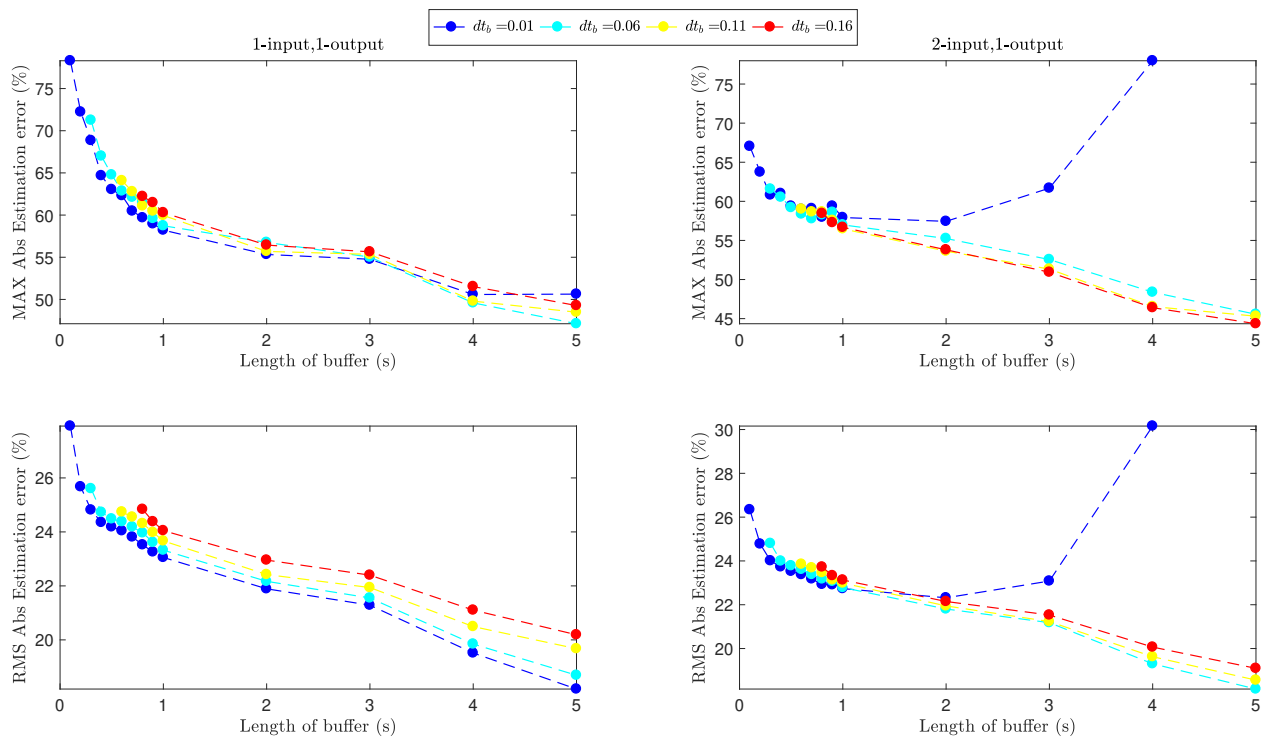 dt_b =0.01 dt_b =0.06 dt_b =0.11 dt_b =0.16
1-input,1-output
MAX Abs Estimation error (%)
75
70
65
60
55
50
0 1 2 3 4 5
Length of buffer (s)
2-input,1-output
MAX Abs Estimation error (%)
75
70
65
60
55
50
45
0 1 2 3 4 5
Length of buffer (s)
RMS Abs Estimation error (%)
26
24
22
20
0 1 2 3 4 5
Length of buffer (s)
RMS Abs Estimation error (%)
30
28
26
24
22
20
0 1 2 3 4 5
Length of buffer (s)